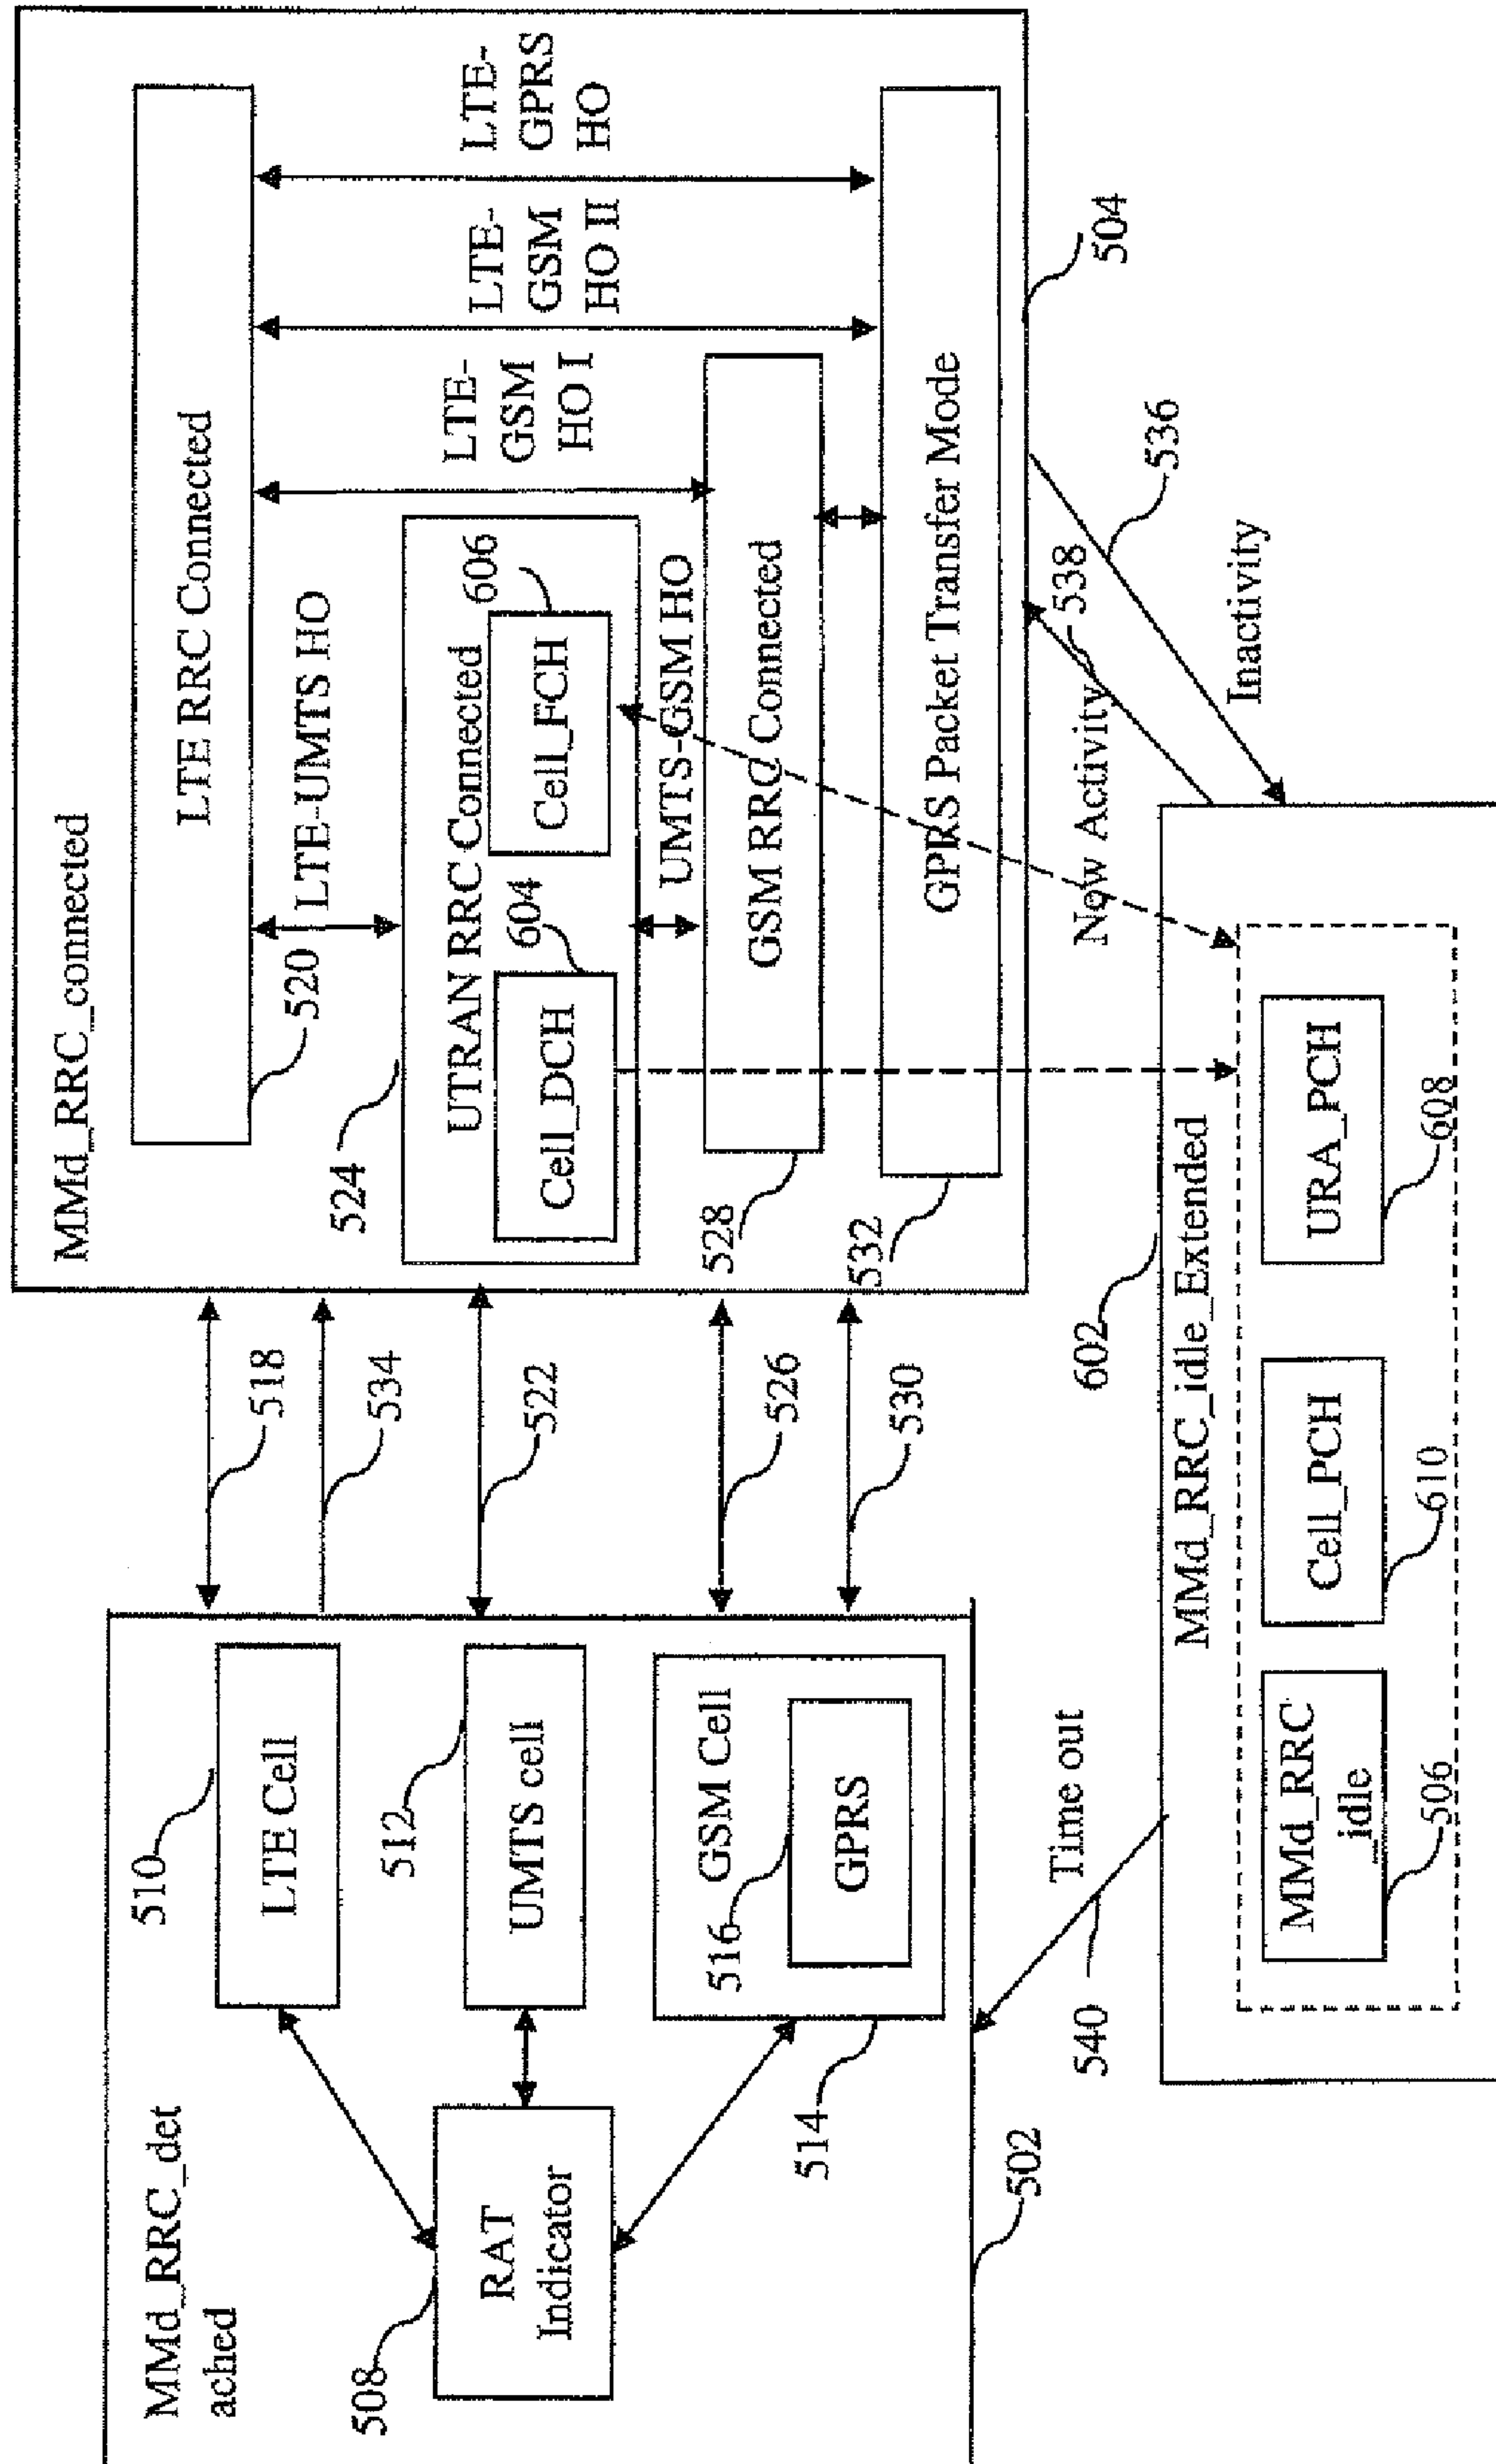 MMd_RRC_det
ached
508
RAT
Indicator
510
LTE Cell
512
UMTS cell
GSM Cell
516
GPRS
514
502
518
534
522
526
530
MMd_RRC_connected
LTE RRC Connected
520
LTE-UMTS HO
524
UTRAN RRC Connected
604
Cell_DCH
606
Cell_FCH
UMTS-GSM HO
LTE-
GSM
HO I
LTE-
GSM
HO II
LTE-
GPRS
HO
528
GSM RRC Connected
532
GPRS Packet Transfer Mode
504
540
Time out
New Activity
538
536
Inactivity
602
MMd_RRC_idle_Extended
MMd_RRC
_idle
506
Cell_PCH
610
URA_PCH
608